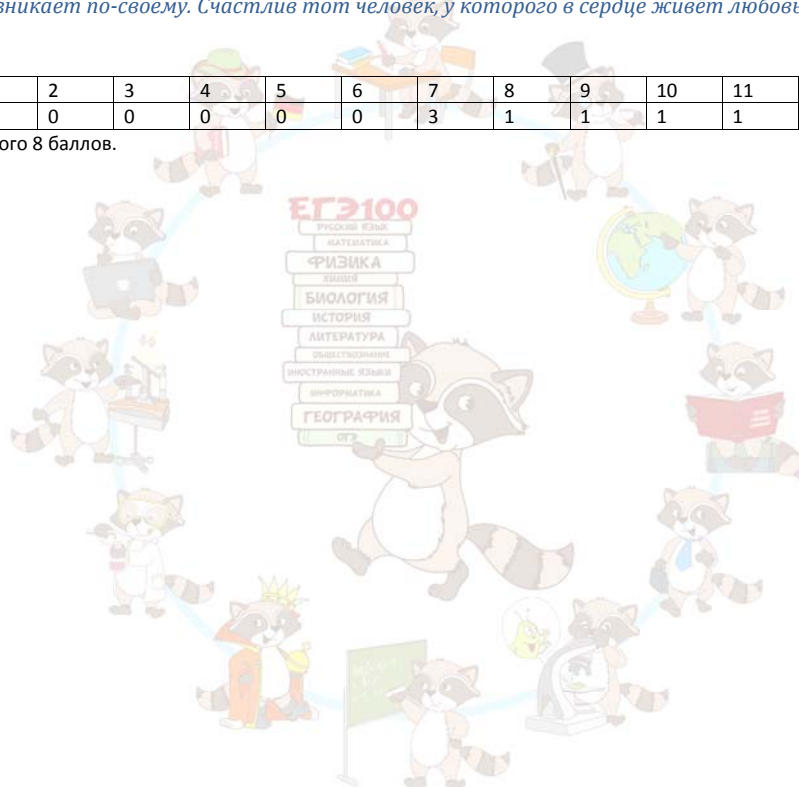 зникает по-своему. Счастлив тот человек, у которого в сердце живет любовь
2 3 4 5 6 7 8 9 10 11
0 0 0 0 0 3 1 1 1 1
ого 8 баллов.
ЕГЭ100
РУССКИЙ ЯЗЫК
МАТЕМАТИКА
ФИЗИКА
ХИМИЯ
БИОЛОГИЯ
ИСТОРИЯ
ЛИТЕРАТУРА
ОБЩЕСТВОЗНАНИЕ
ИНОСТРАННЫЕ ЯЗЫКИ
ИНФОРМАТИКА
ГЕОГРАФИЯ
ОГЭ